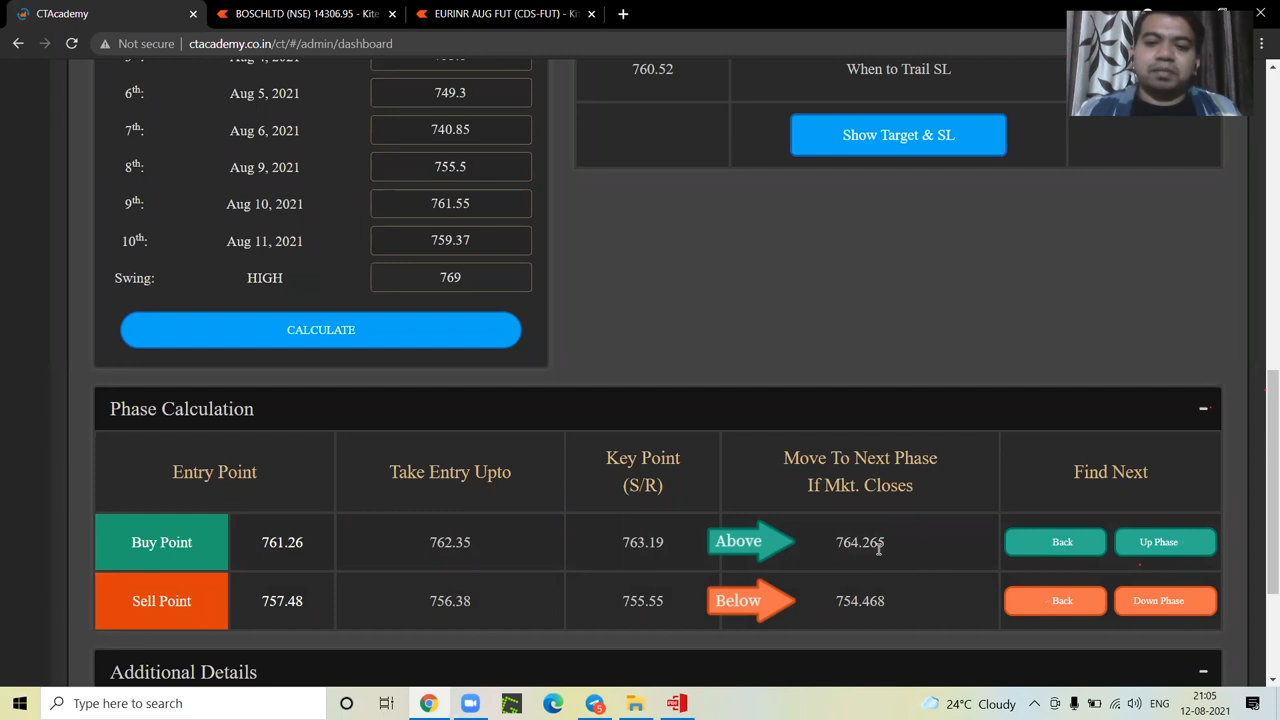 CTAcademy
BOSCHLTD (NSE) 14306.95 - Kite
EURINR AUG FUT (CDS-FUT) - Kite
Not secure
ctacademy.co.in/ct/#/admin/dashboard
Aug 4, 2021
6th: Aug 5, 2021 749.3
7th: Aug 6, 2021 740.85
8th: Aug 9, 2021 755.5
9th: Aug 10, 2021 761.55
10th: Aug 11, 2021 759.37
Swing: HIGH 769
CALCULATE
760.52 When to Trail SL
Show Target & SL
Phase Calculation
Entry Point
Take Entry Upto
Key Point
(S/R)
Move To Next Phase
If Mkt. Closes
Find Next
Buy Point 761.26 762.35 763.19 Above 764.265 Back Up Phase
Sell Point 757.48 756.38 755.55 Below 754.468 Back Down Phase
Additional Details
Type here to search
5
24°C Cloudy
ENG
21:05
12-08-2021